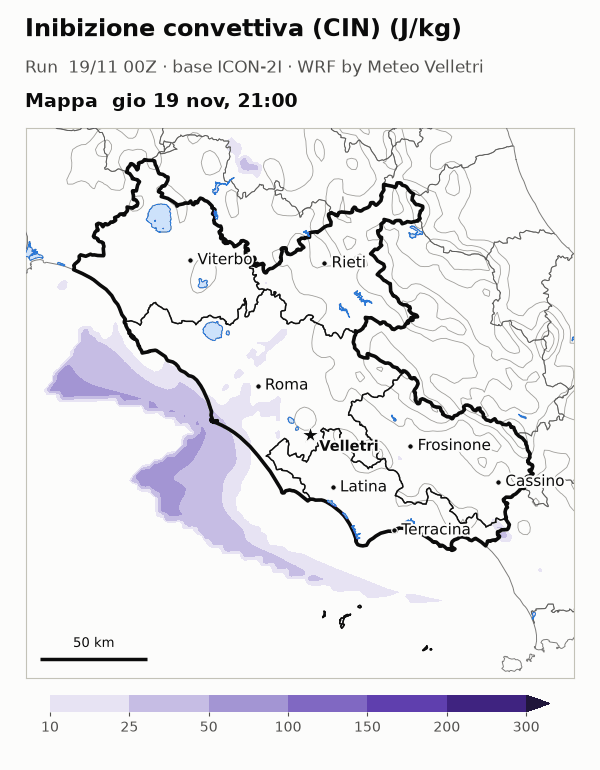 Inibizione convettiva (CIN) (J/kg)
Run  19/11 00Z · base ICON-2I · WRF by Meteo Velletri
Mappa  gio 19 nov, 21:00
Viterbo
Rieti
Roma
Velletri
Frosinone
Cassino
Latina
Terracina
50 km
10 25 50 100 150 200 300